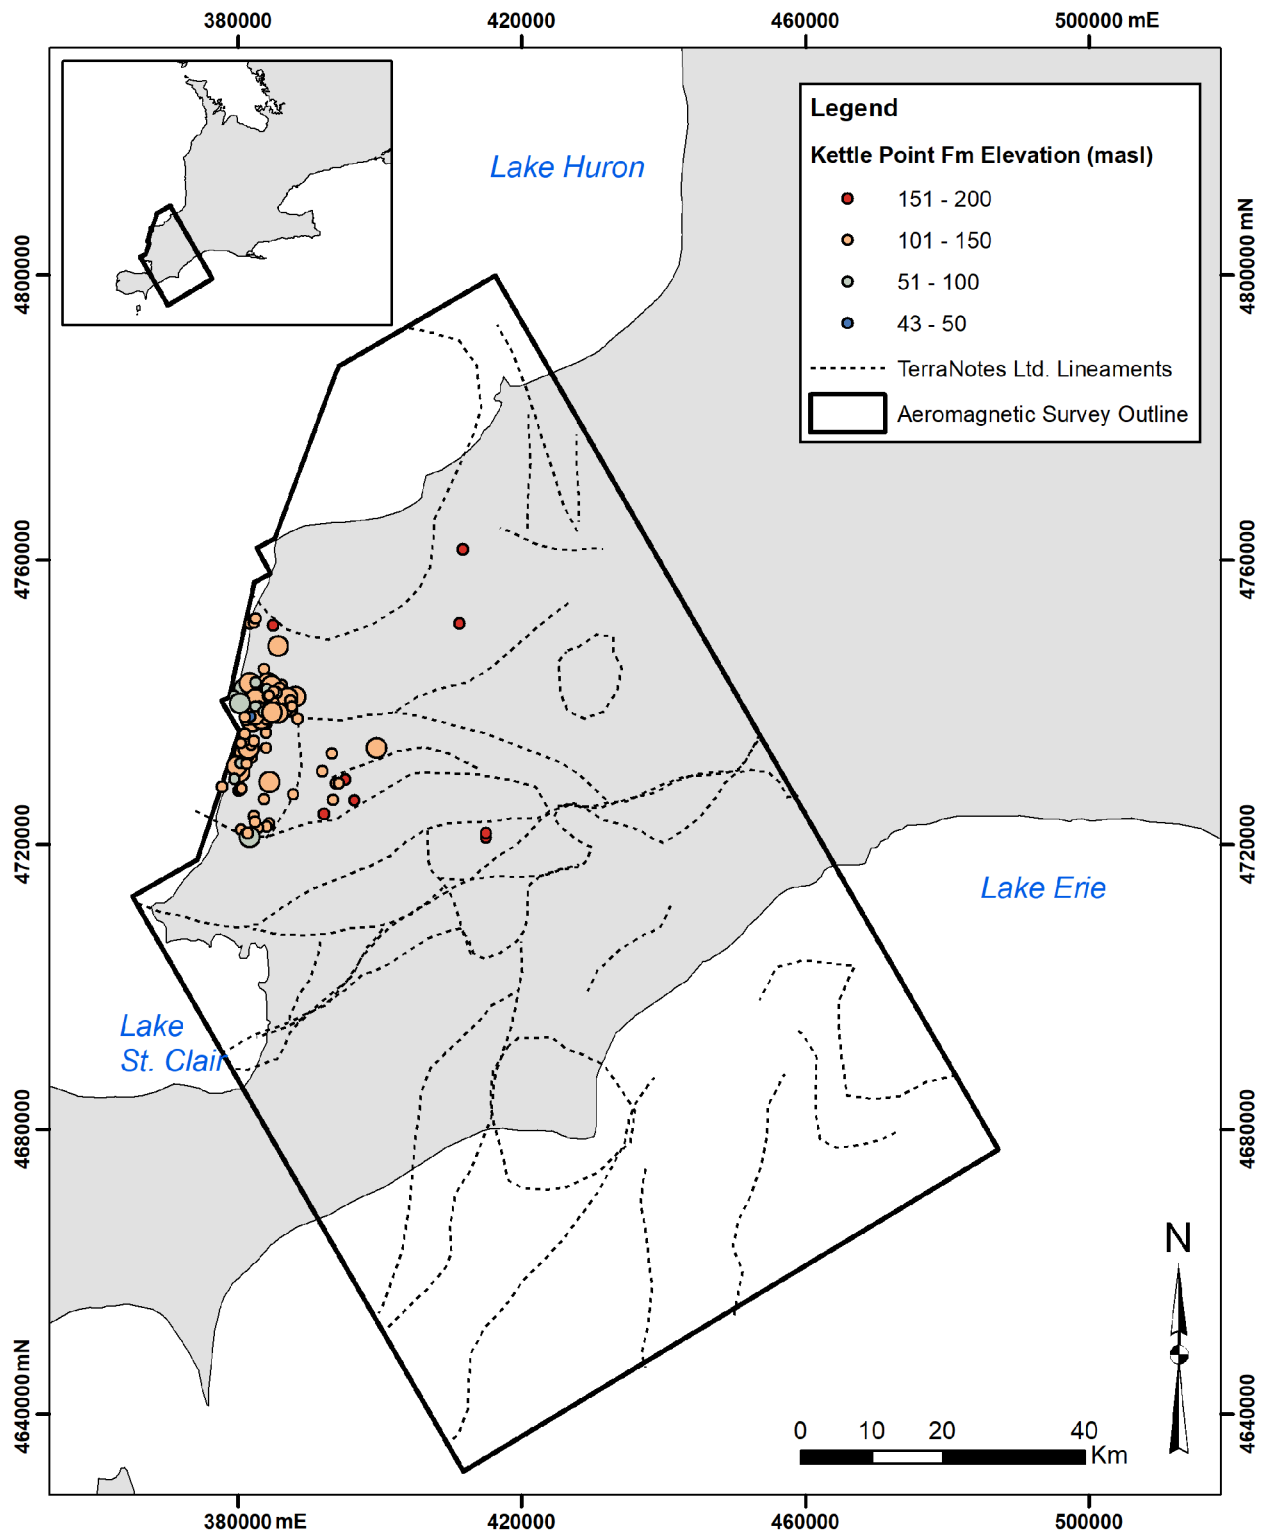 380000
420000
460000
500000 mE
Lake Huron
Legend
Kettle Point Fm Elevation (masl)
151 - 200
101 - 150
51 - 100
43 - 50
TerraNotes Ltd. Lineaments
Aeromagnetic Survey Outline
4800000
4800000 mN
4760000
4760000
4720000
4720000
Lake Erie
Lake
St. Clair
4680000
4680000
N
4640000 mN
4640000
0 10 20 40
Km
380000 mE
420000
460000
500000